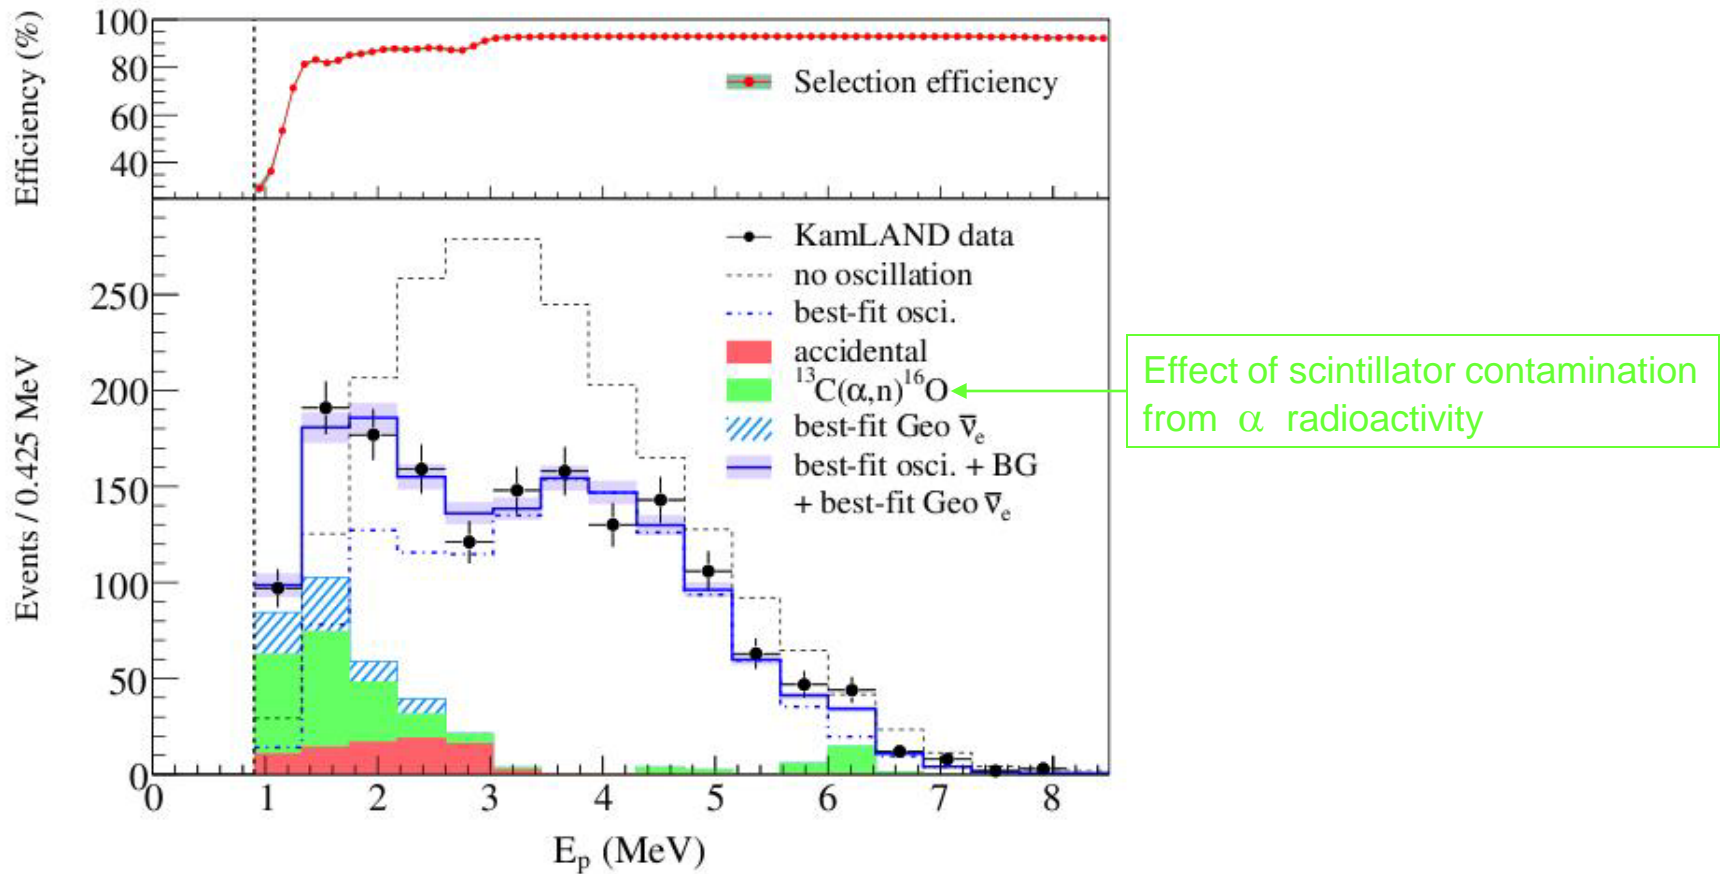 Efficiency (%)
100
80
60
40
Selection efficiency
Events / 0.425 MeV
250
200
150
100
50
0
KamLAND data
no oscillation
best-fit osci.
accidental
¹³C(α,n)¹⁶O
best-fit Geo ν̅ₑ
best-fit osci. + BG
+ best-fit Geo ν̅ₑ
Effect of scintillator contamination
from α radioactivity
0 1 2 3 4 5 6 7 8
Eₚ (MeV)